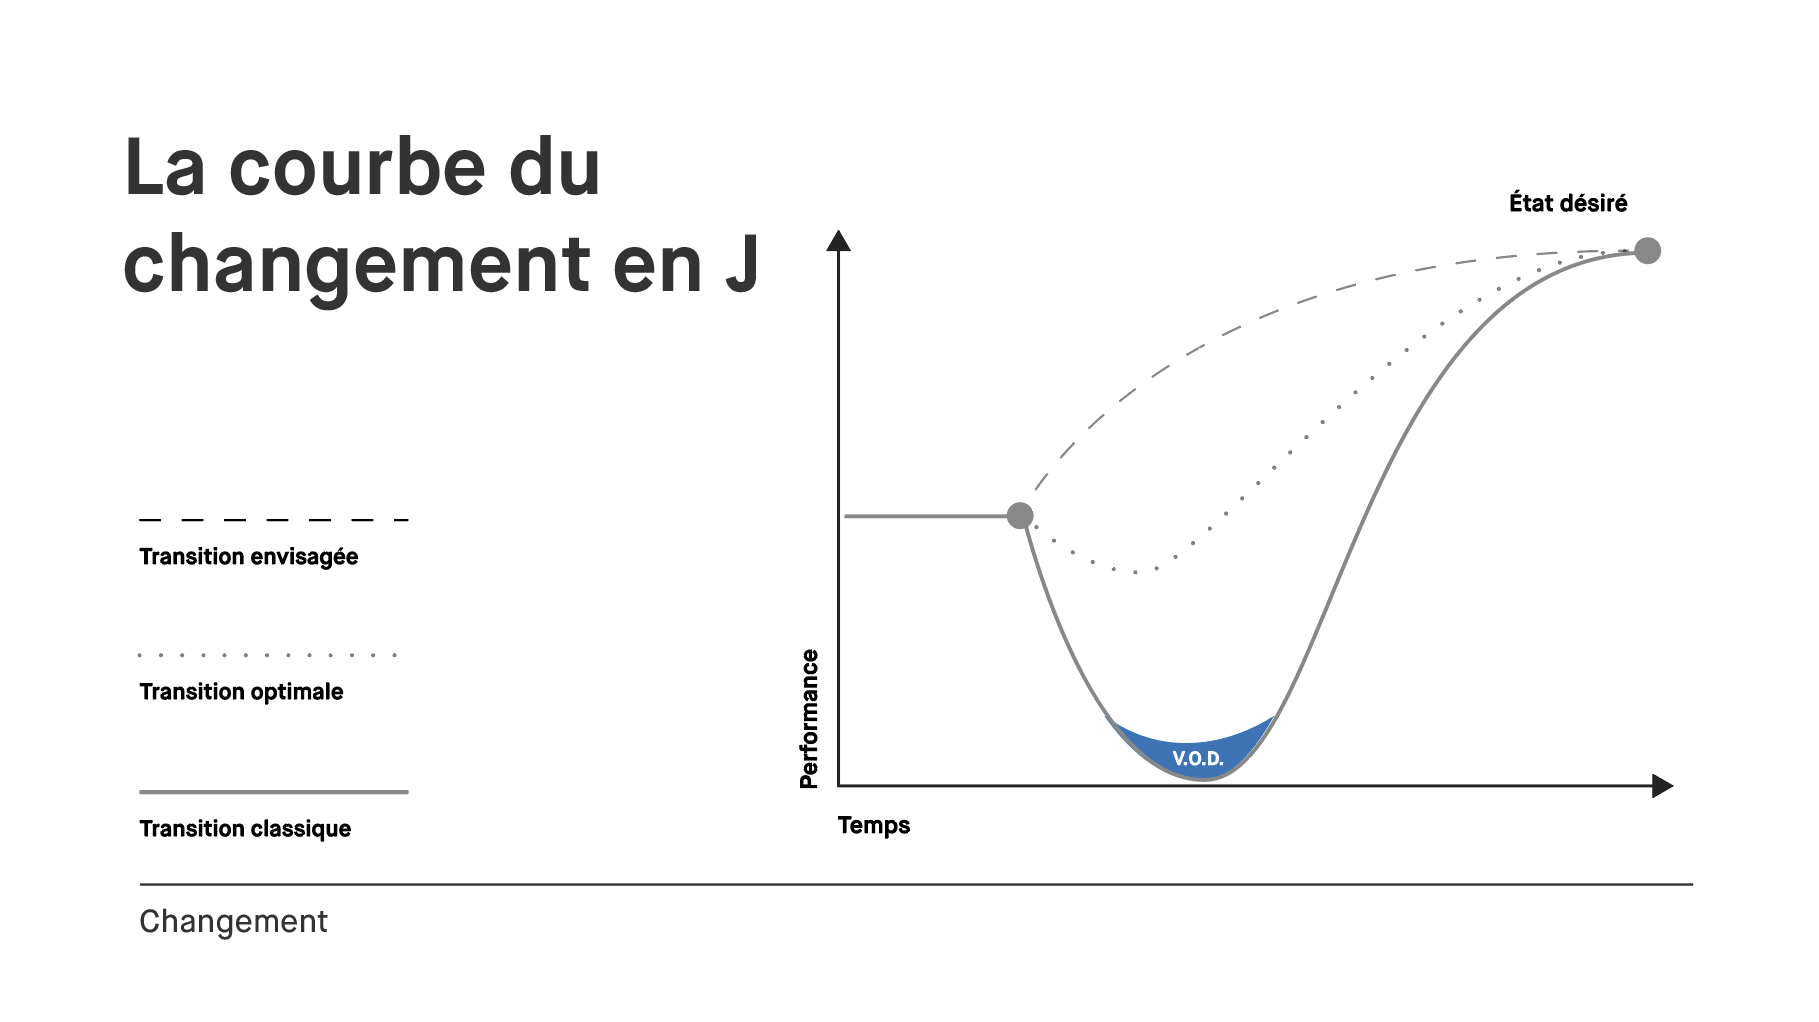 La courbe du
changement en J
État désiré
Transition envisagée
Transition optimale
Transition classique
Performance
V.O.D.
Temps
Changement